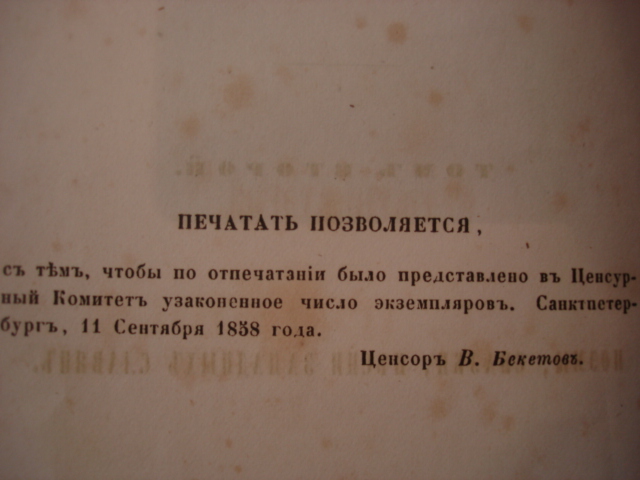 ПЕЧАТАТЬ ПОЗВОЛЯЕТСЯ,
съ тѣмъ, чтобы по отпечатаніи было представлено въ Ценсур-
ный Комитетъ узаконенное число экземпляровъ. Санктпетер-
бургъ, 11 Сентября 1858 года.
Ценсоръ В. Бекетовъ.